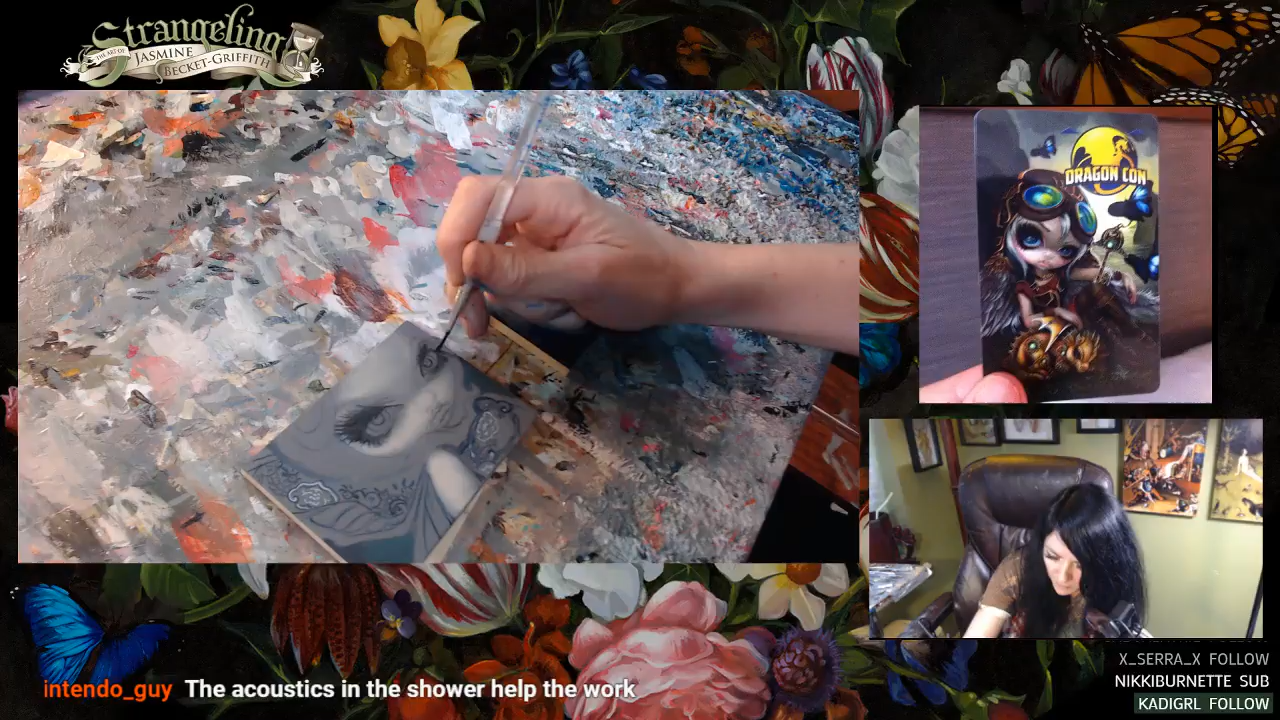 Strangeling
THE ART OF
JASMINE
BECKET-GRIFFITH
DRAGON CON
X_SERRA_X FOLLOW
NIKKIBURNETTE SUB
KADIGRL FOLLOW
intendo_guy The acoustics in the shower help the work